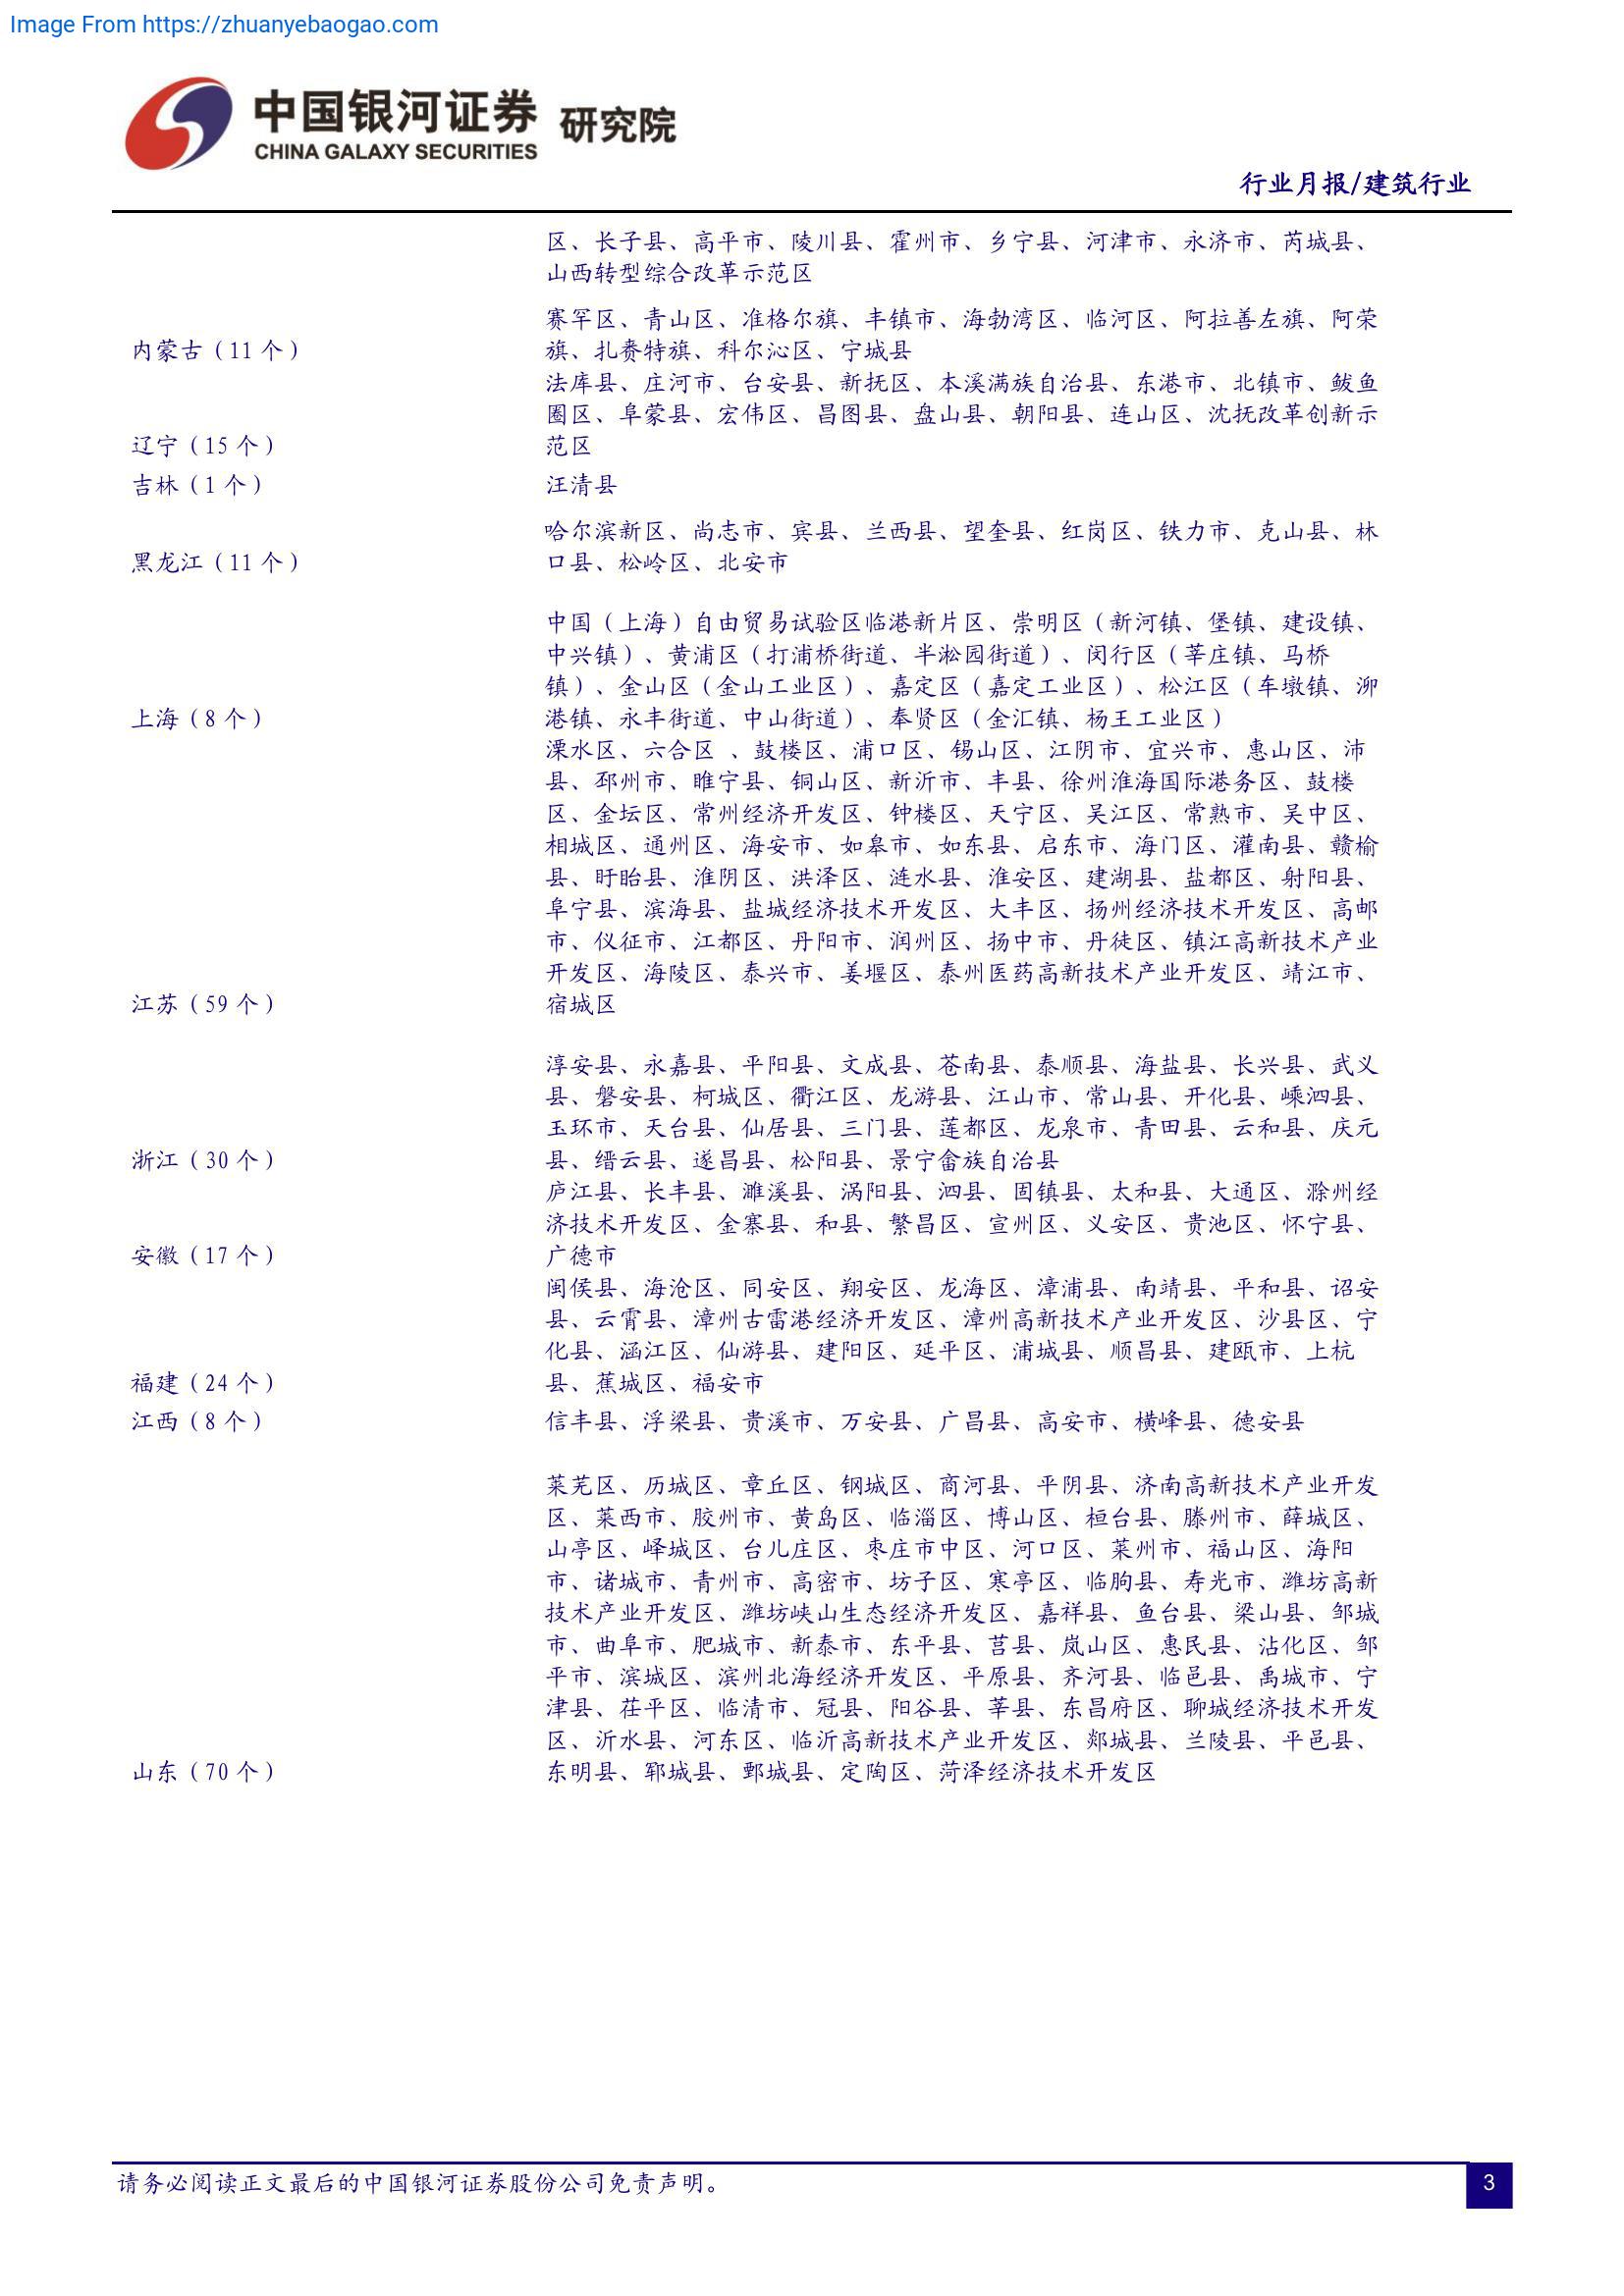 Image From https://zhuanyebaogao.com
中国银河证券 研究院
CHINA GALAXY SECURITIES
行业月报/建筑行业
区、长子县、高平市、陵川县、霍州市、乡宁县、河津市、永济市、芮城县、
山西转型综合改革示范区
赛罕区、青山区、准格尔旗、丰镇市、海勃湾区、临河区、阿拉善左旗、阿荣
内蒙古（11 个） 旗、扎赉特旗、科尔沁区、宁城县
法库县、庄河市、台安县、新抚区、本溪满族自治县、东港市、北镇市、鲅鱼
圈区、阜蒙县、宏伟区、昌图县、盘山县、朝阳县、连山区、沈抚改革创新示
辽宁（15 个） 范区
吉林（1 个） 汪清县
哈尔滨新区、尚志市、宾县、兰西县、望奎县、红岗区、铁力市、克山县、林
黑龙江（11 个） 口县、松岭区、北安市
中国（上海）自由贸易试验区临港新片区、崇明区（新河镇、堡镇、建设镇、
中兴镇）、黄浦区（打浦桥街道、半淞园街道）、闵行区（莘庄镇、马桥
镇）、金山区（金山工业区）、嘉定区（嘉定工业区）、松江区（车墩镇、泖
上海（8 个） 港镇、永丰街道、中山街道）、奉贤区（金汇镇、杨王工业区）
溧水区、六合区 、鼓楼区、浦口区、锡山区、江阴市、宜兴市、惠山区、沛
县、邳州市、睢宁县、铜山区、新沂市、丰县、徐州淮海国际港务区、鼓楼
区、金坛区、常州经济开发区、钟楼区、天宁区、吴江区、常熟市、吴中区、
相城区、通州区、海安市、如皋市、如东县、启东市、海门区、灌南县、赣榆
县、盱眙县、淮阴区、洪泽区、涟水县、淮安区、建湖县、盐都区、射阳县、
阜宁县、滨海县、盐城经济技术开发区、大丰区、扬州经济技术开发区、高邮
市、仪征市、江都区、丹阳市、润州区、扬中市、丹徒区、镇江高新技术产业
开发区、海陵区、泰兴市、姜堰区、泰州医药高新技术产业开发区、靖江市、
江苏（59 个） 宿城区
淳安县、永嘉县、平阳县、文成县、苍南县、泰顺县、海盐县、长兴县、武义
县、磐安县、柯城区、衢江区、龙游县、江山市、常山县、开化县、嵊泗县、
玉环市、天台县、仙居县、三门县、莲都区、龙泉市、青田县、云和县、庆元
浙江（30 个） 县、缙云县、遂昌县、松阳县、景宁畲族自治县
庐江县、长丰县、濉溪县、涡阳县、泗县、固镇县、太和县、大通区、滁州经
济技术开发区、金寨县、和县、繁昌区、宣州区、义安区、贵池区、怀宁县、
安徽（17 个） 广德市
闽侯县、海沧区、同安区、翔安区、龙海区、漳浦县、南靖县、平和县、诏安
县、云霄县、漳州古雷港经济开发区、漳州高新技术产业开发区、沙县区、宁
化县、涵江区、仙游县、建阳区、延平区、浦城县、顺昌县、建瓯市、上杭
福建（24 个） 县、蕉城区、福安市
江西（8 个） 信丰县、浮梁县、贵溪市、万安县、广昌县、高安市、横峰县、德安县
莱芜区、历城区、章丘区、钢城区、商河县、平阴县、济南高新技术产业开发
区、莱西市、胶州市、黄岛区、临淄区、博山区、桓台县、滕州市、薛城区、
山亭区、峄城区、台儿庄区、枣庄市中区、河口区、莱州市、福山区、海阳
市、诸城市、青州市、高密市、坊子区、寒亭区、临朐县、寿光市、潍坊高新
技术产业开发区、潍坊峡山生态经济开发区、嘉祥县、鱼台县、梁山县、邹城
市、曲阜市、肥城市、新泰市、东平县、莒县、岚山区、惠民县、沾化区、邹
平市、滨城区、滨州北海经济开发区、平原县、齐河县、临邑县、禹城市、宁
津县、茌平区、临清市、冠县、阳谷县、莘县、东昌府区、聊城经济技术开发
区、沂水县、河东区、临沂高新技术产业开发区、郯城县、兰陵县、平邑县、
山东（70 个） 东明县、郓城县、鄄城县、定陶区、菏泽经济技术开发区
请务必阅读正文最后的中国银河证券股份公司免责声明。
3